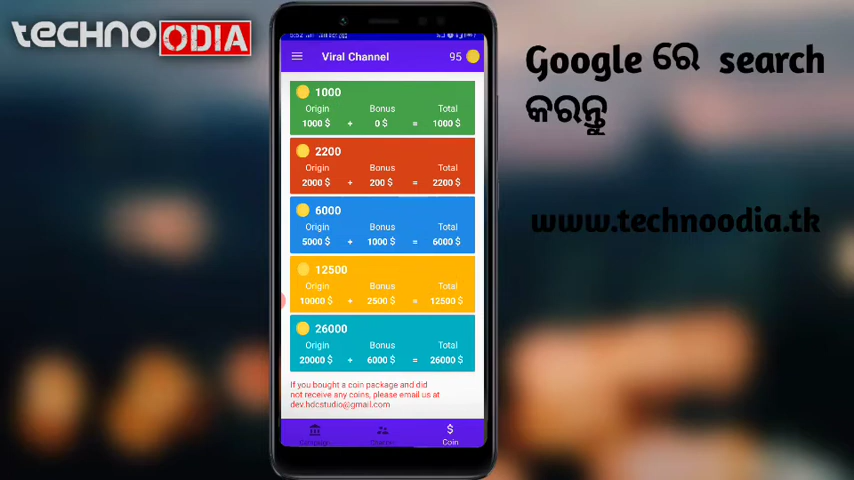 TECHNO ODIA
Google ରେ search
କରନ୍ତୁ
www.technoodia.tk
Viral Channel
95
1000
Origin Bonus Total
1000 $ + 0 $ = 1000 $
2200
Origin Bonus Total
2000 $ + 200 $ = 2200 $
6000
Origin Bonus Total
5000 $ + 1000 $ = 6000 $
12500
Origin Bonus Total
10000 $ + 2500 $ = 12500 $
26000
Origin Bonus Total
20000 $ + 6000 $ = 26000 $
If you bought a coin package and did
not receive any coins, please email us at
dev.hdcstudio@gmail.com
$
Coin